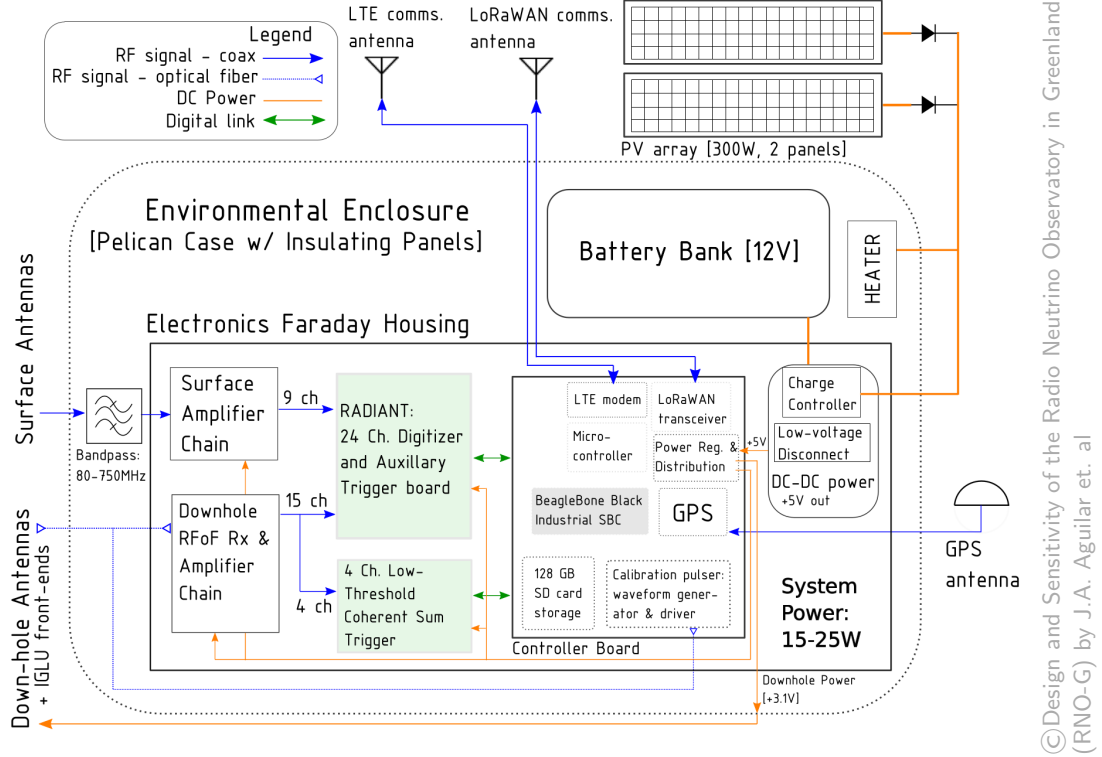 Legend
RF signal - coax
RF signal - optical fiber
DC Power
Digital link
LTE comms.
antenna
LoRaWAN comms.
antenna
PV array [300W, 2 panels]
Environmental Enclosure
[Pelican Case w/ Insulating Panels]
Battery Bank [12V]
HEATER
Electronics Faraday Housing
Surface Antennas
Bandpass:
80-750MHz
Surface
Amplifier
Chain
9 ch
RADIANT:
24 Ch. Digitizer
and Auxillary
Trigger board
LTE modem
LoRaWAN
transceiver
Micro-
controller
Power Reg. &
Distribution
+5V
Charge
Controller
Low-voltage
Disconnect
DC-DC power
+5V out
BeagleBone Black
Industrial SBC
GPS
GPS
antenna
Down-hole Antennas
+ IGLU front-ends
Downhole
RFoF Rx &
Amplifier
Chain
15 ch
4 ch
4 Ch. Low-
Threshold
Coherent Sum
Trigger
128 GB
SD card
storage
Calibration pulser:
waveform gener-
ator & driver
Controller Board
System
Power:
15-25W
Downhole Power
[+3.1V]
©Design and Sensitivity of the Radio Neutrino Observatory in Greenland
(RNO-G) by J.A. Aguilar et. al